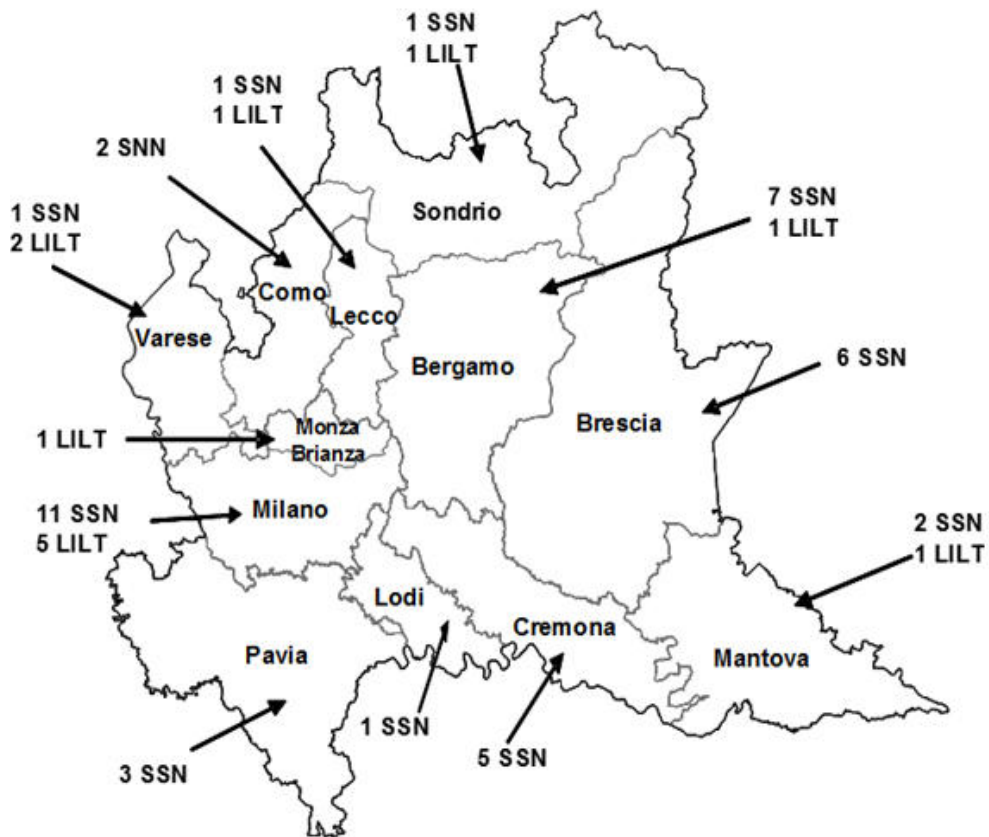 1 SSN
1 LILT
1 SSN
1 LILT
2 SNN
7 SSN
1 LILT
1 SSN
2 LILT
Sondrio
Como
Lecco
Varese
Bergamo
6 SSN
Brescia
Monza
Brianza
1 LILT
Milano
11 SSN
5 LILT
2 SSN
1 LILT
Lodi
Cremona
Pavia
Mantova
1 SSN
5 SSN
3 SSN